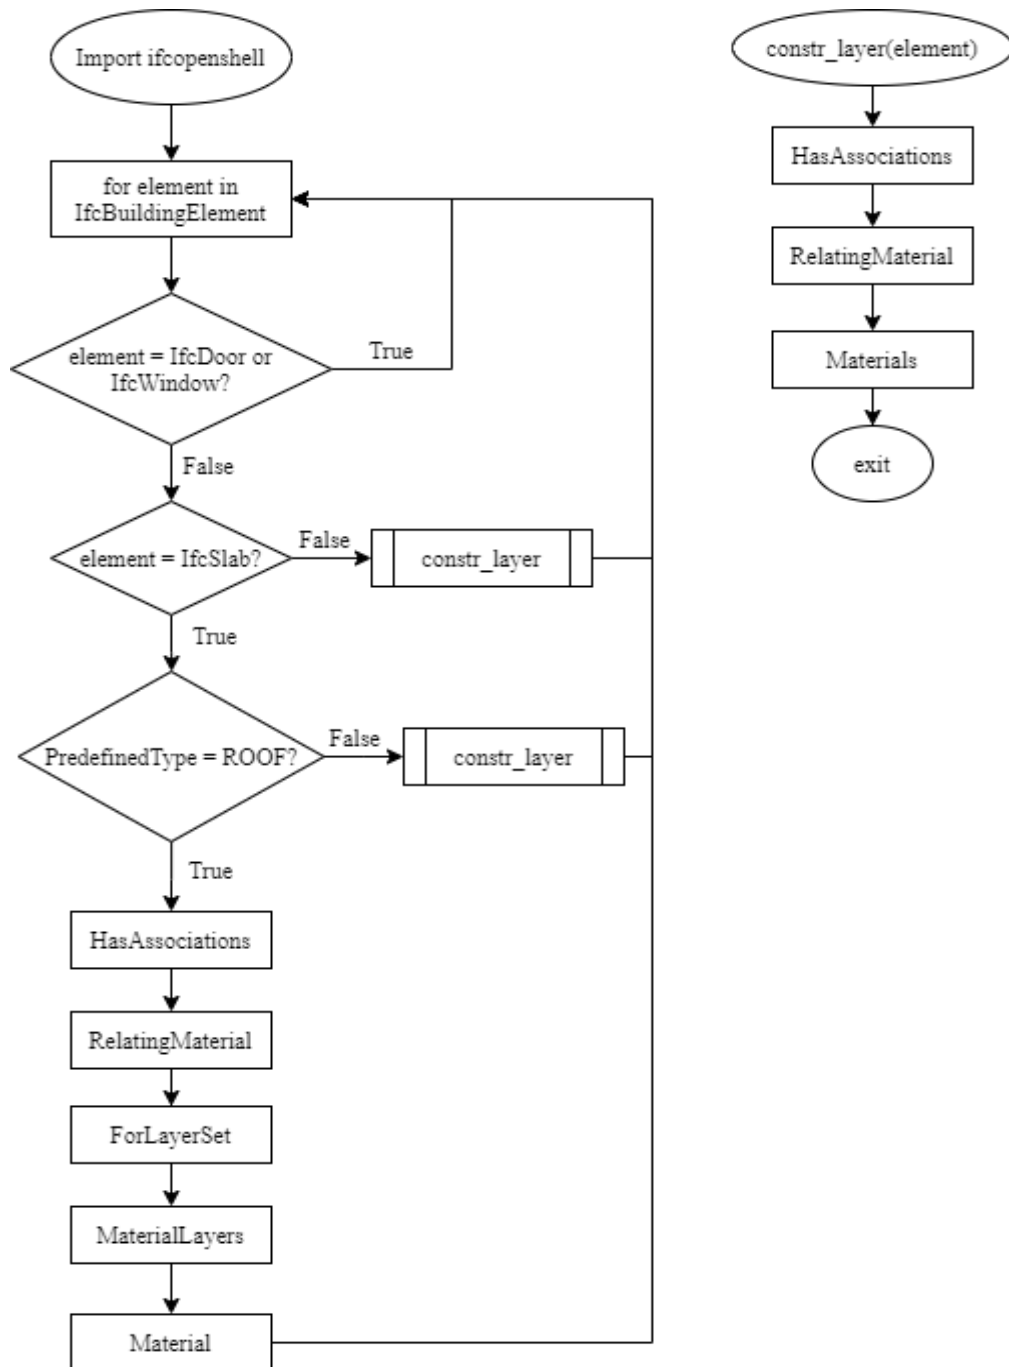 Import ifcopenshell
for element in
IfcBuildingElement
element = IfcDoor or
IfcWindow?
True
False
element = IfcSlab?
False
constr_layer
True
PredefinedType = ROOF?
False
constr_layer
True
HasAssociations
RelatingMaterial
ForLayerSet
MaterialLayers
Material
constr_layer(element)
HasAssociations
RelatingMaterial
Materials
exit